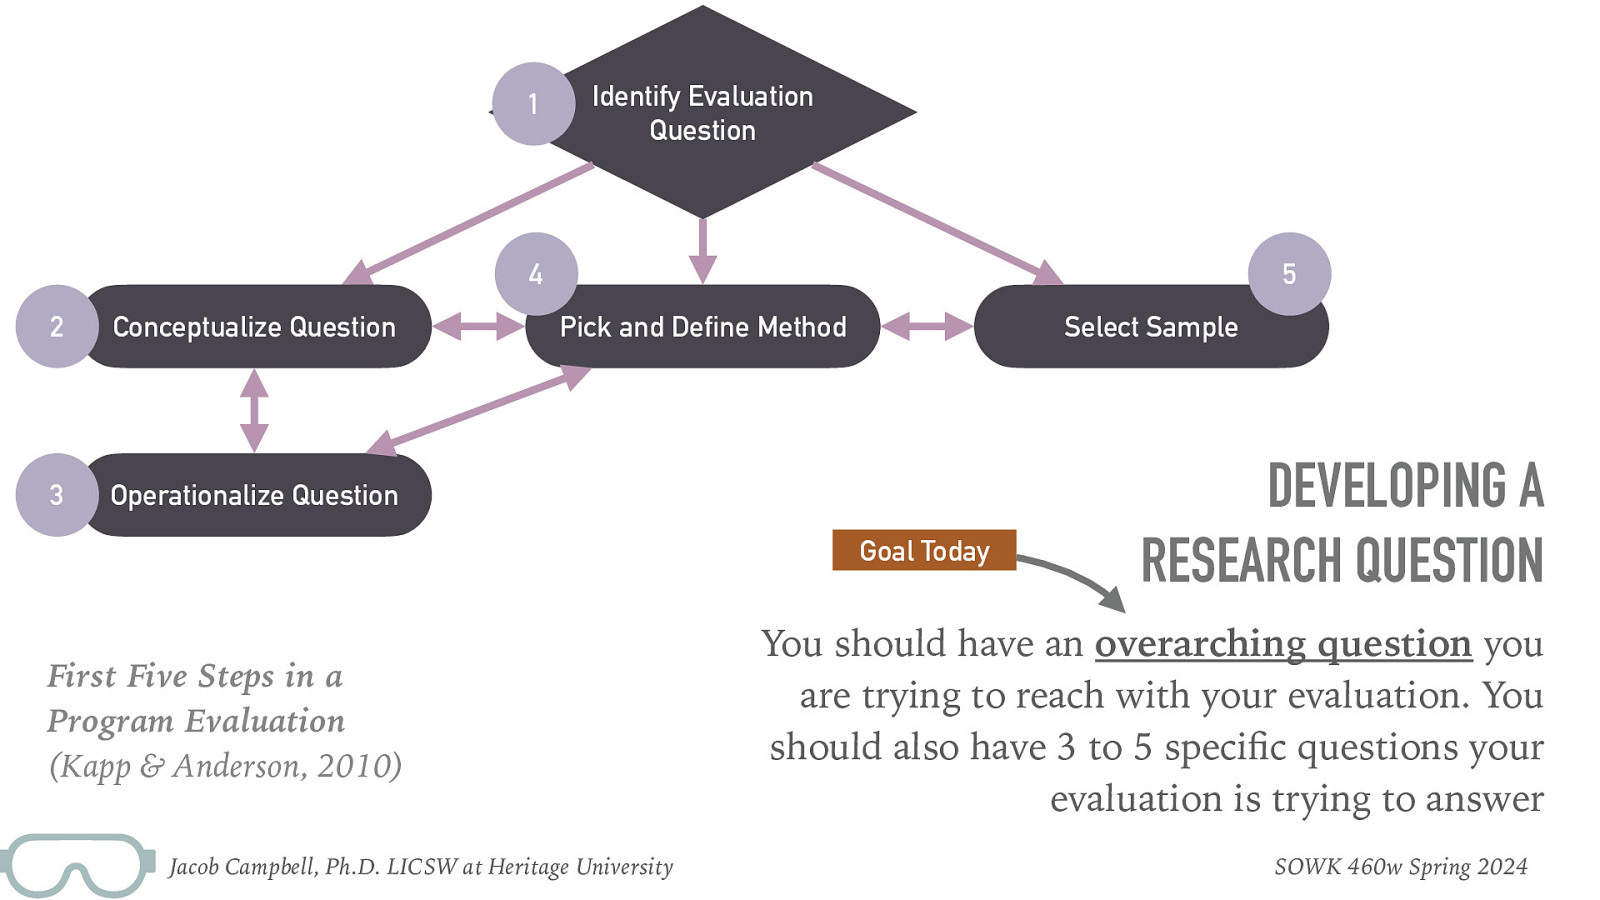 1
Identify Evaluation
Question
2
Conceptualize Question
4
Pick and Define Method
5
Select Sample
3
Operationalize Question
DEVELOPING A
RESEARCH QUESTION
Goal Today
You should have an overarching question you
are trying to reach with your evaluation. You
should also have 3 to 5 specific questions your
evaluation is trying to answer
First Five Steps in a
Program Evaluation
(Kapp & Anderson, 2010)
Jacob Campbell, Ph.D. LICSW at Heritage University
SOWK 460w Spring 2024